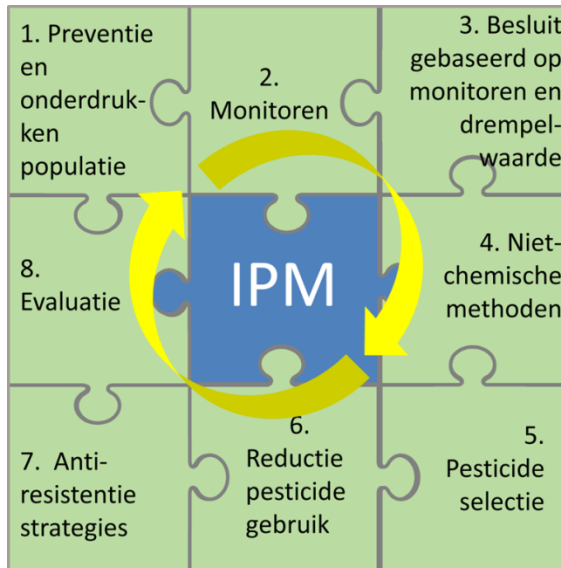 1. Preventie
en
onderdruk-
ken
populatie
2.
Monitoren
3. Besluit
gebaseerd op
monitoren en
drempel-
waarde
8.
Evaluatie
IPM
4. Niet-
chemische
methoden
7. Anti-
resistentie
strategies
6.
Reductie
pesticide
gebruik
5.
Pesticide
selectie